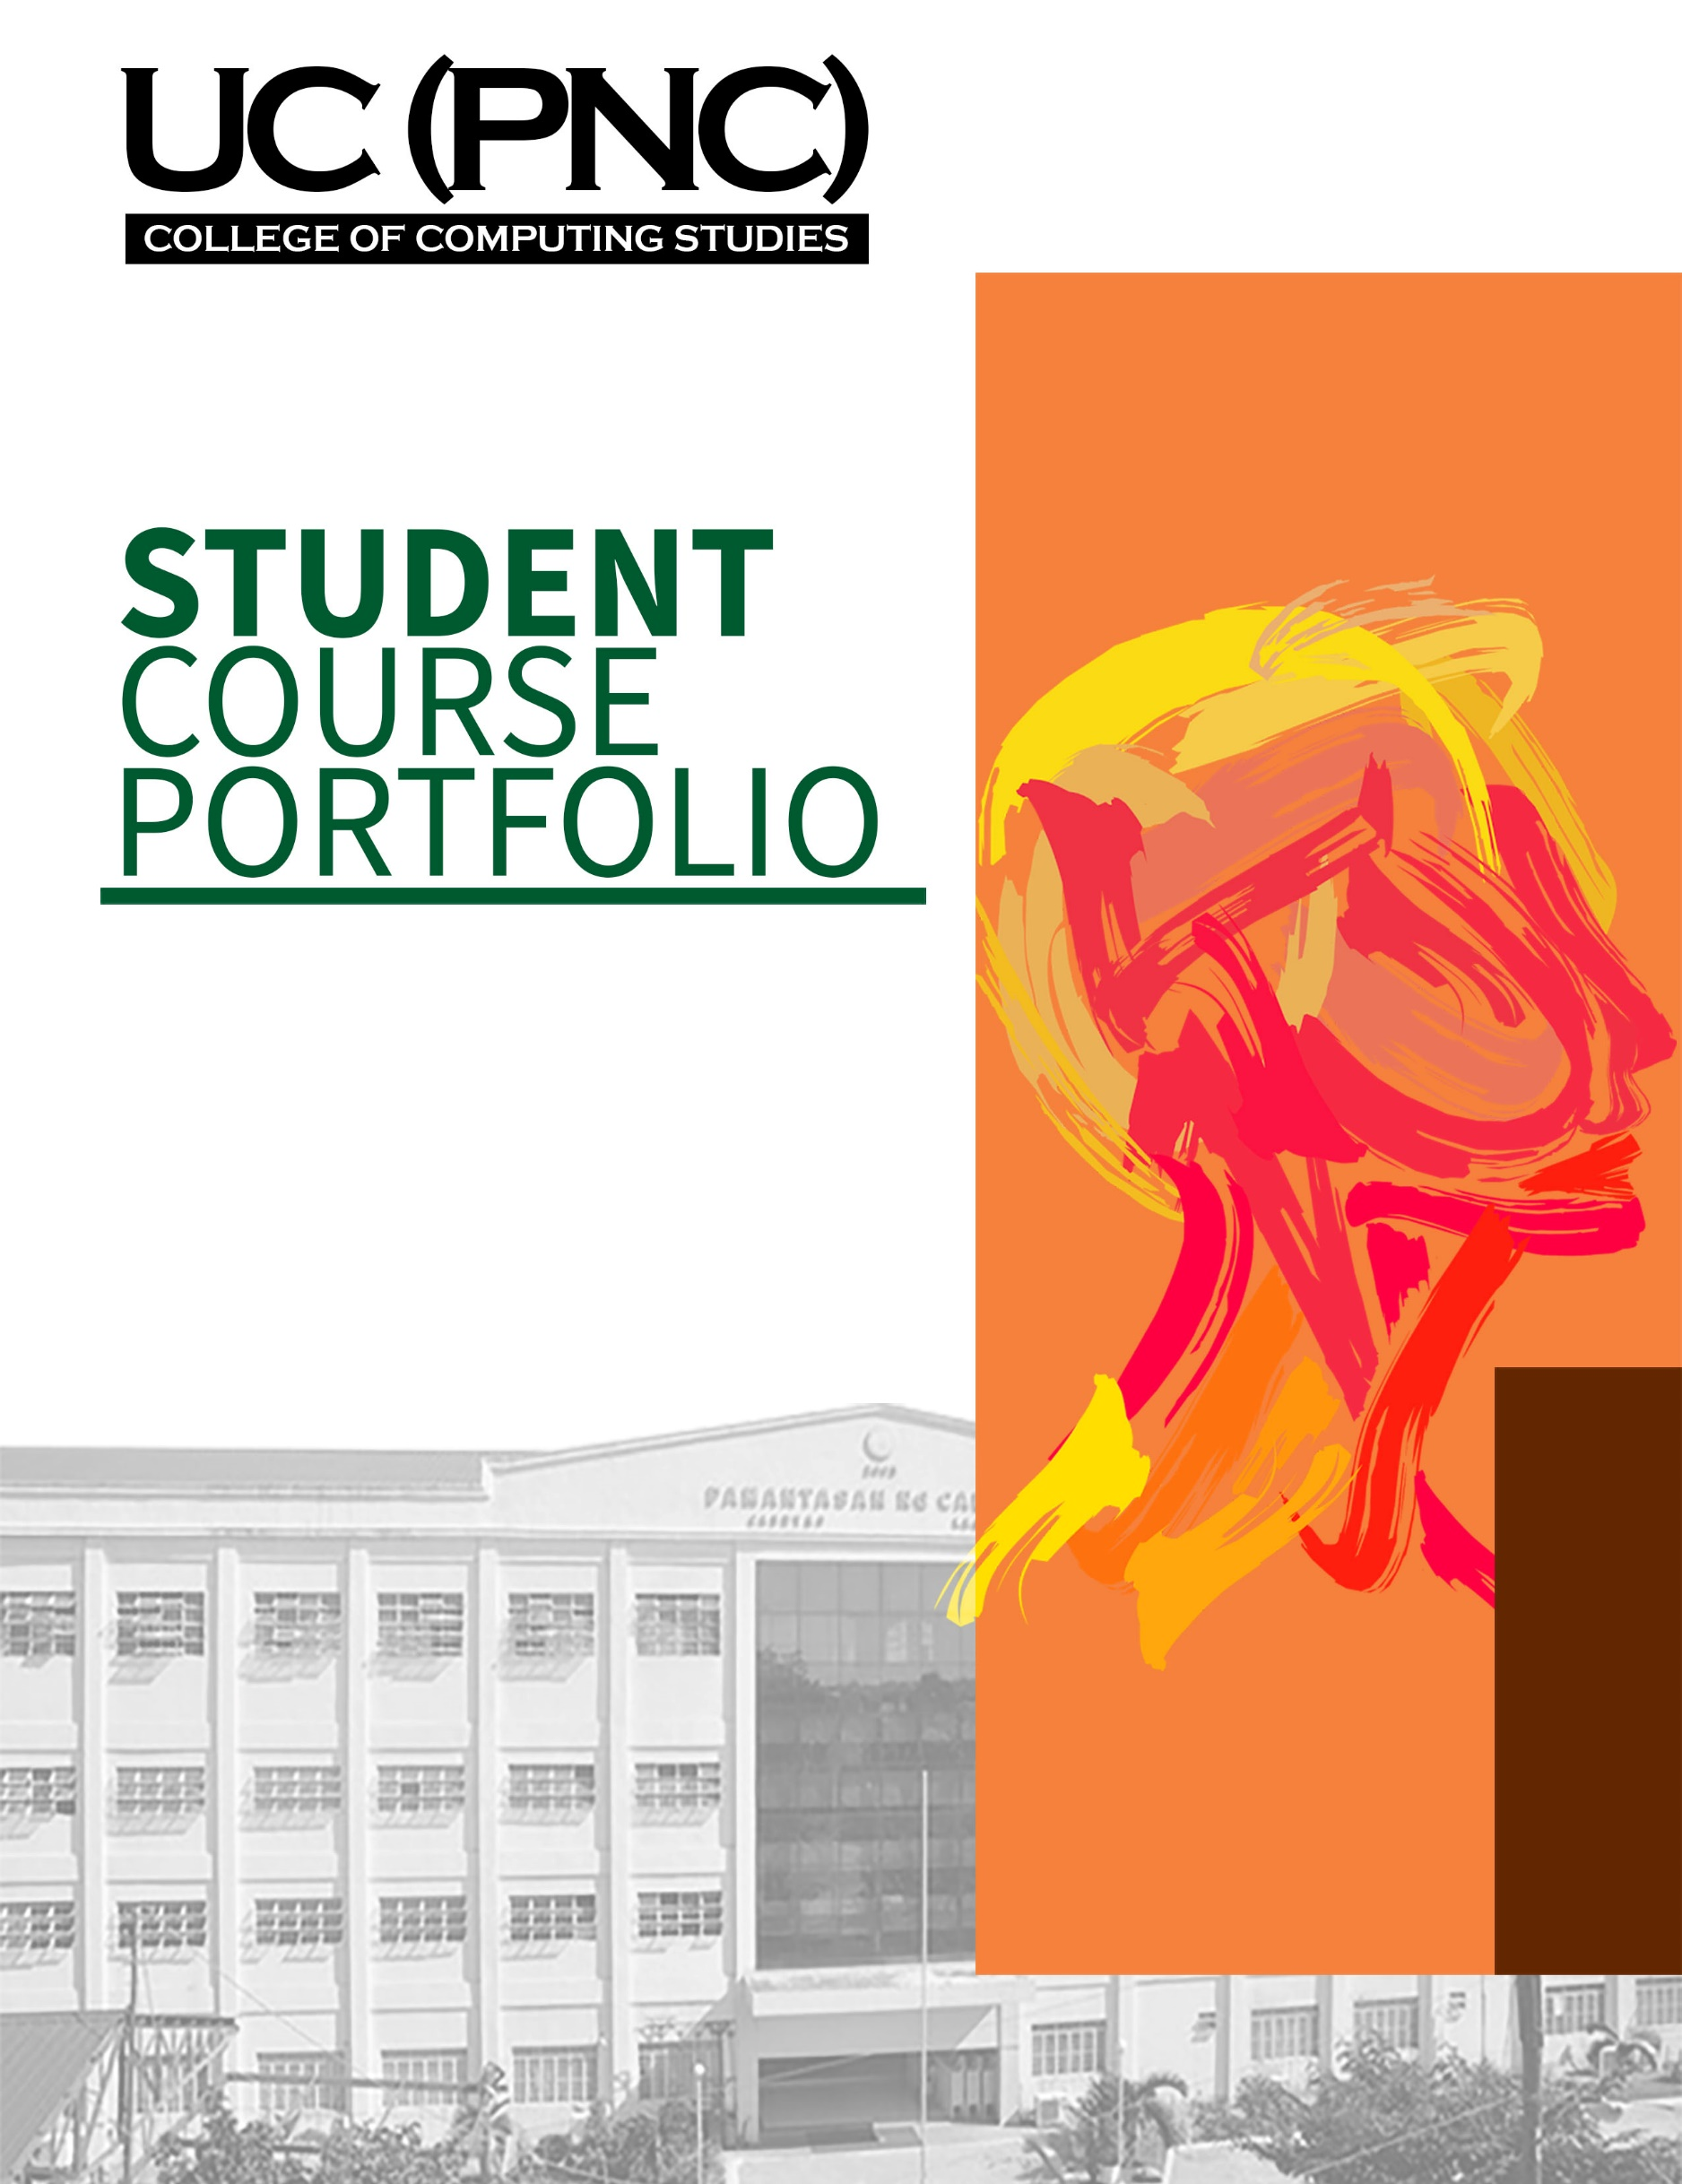 UC (PNC)
COLLEGE OF COMPUTING STUDIES
STUDENT
COURSE
PORTFOLIO
PAMANTASAN NG CA